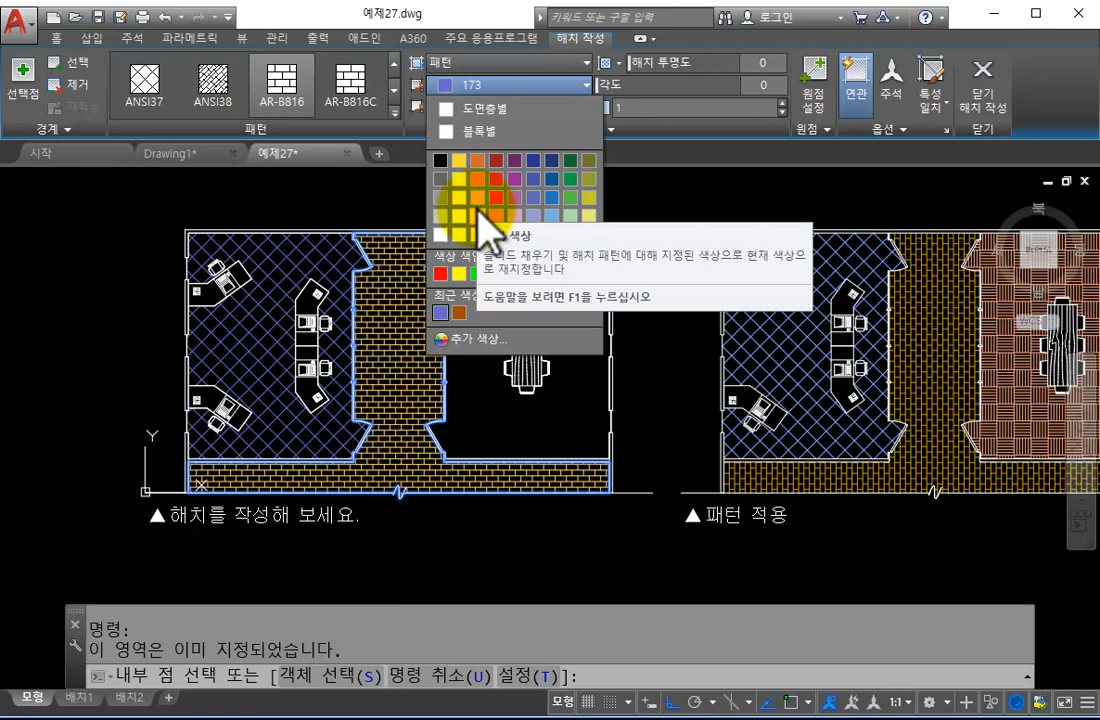 예제27.dwg
키워드 또는 구절 입력
로그인
홈 삽입 주석 파라메트릭 뷰 관리 출력 애드인 A360 주요 응용프로그램 해치 작성
선택점
선택
제거
재작성
경계
ANSI37
ANSI38
AR-B816
AR-B816C
패턴
패턴
173
해치 투명도 0
각도 0
1
원점
설정
원점
연관
주석
특성
일치
옵션
닫기
해치 작성
닫기
시작
Drawing1*
예제27*
도면층별
블록별
색상
솔리드 채우기 및 해치 패턴에 대해 지정된 색상으로 현재 색상으
로 재지정합니다
도움말을 보려면 F1을 누르십시오
최근 색상
추가 색상...
북
Y
X
▲해치를 작성해 보세요.
▲패턴 적용
명령:
이 영역은 이미 지정되었습니다.
내부 점 선택 또는 [객체 선택(S) 명령 취소(U) 설정(T)]:
모형 배치1 배치2 +
모형
1:1